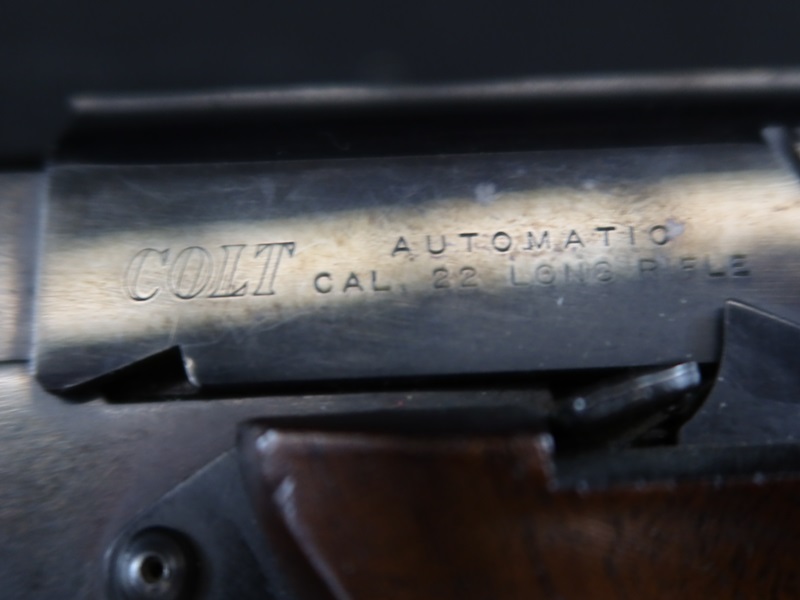 COLT
AUTOMATIC
CAL. 22 LONG RIFLE